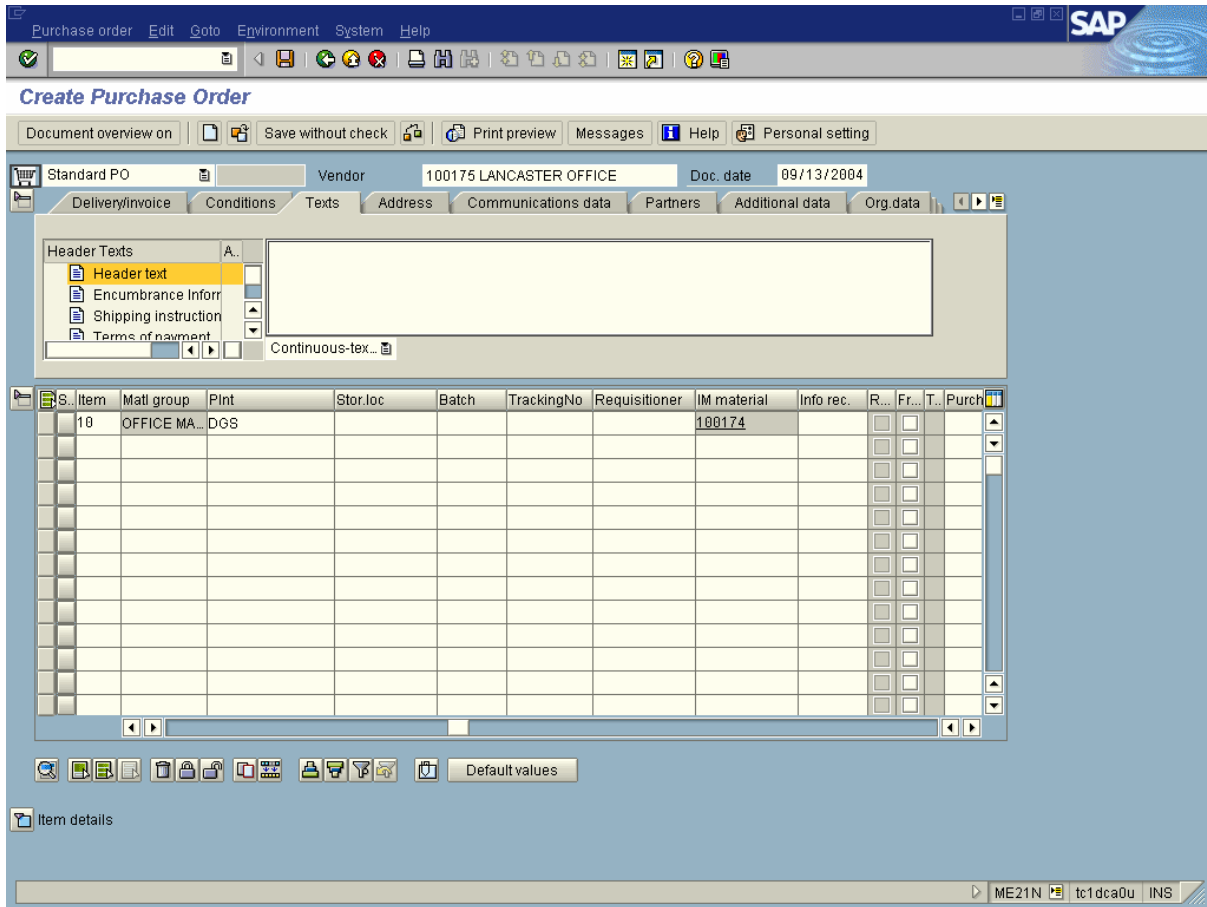 Purchase order Edit Goto Environment System Help
SAP
Create Purchase Order
Document overview on Save without check Print preview Messages Help Personal setting
Standard PO Vendor 100175 LANCASTER OFFICE Doc. date 09/13/2004
Delivery/invoice Conditions Texts Address Communications data Partners Additional data Org.data
Header Texts A..
Header text
Encumbrance Inforr
Shipping instruction
Terms of payment
Continuous-tex...
S.. Item Matl group Plnt Stor.loc Batch TrackingNo Requisitioner IM material Info rec. R... Fr... T.. Purch
10 OFFICE MA... DGS 100174
Default values
Item details
ME21N tc1dca0u INS